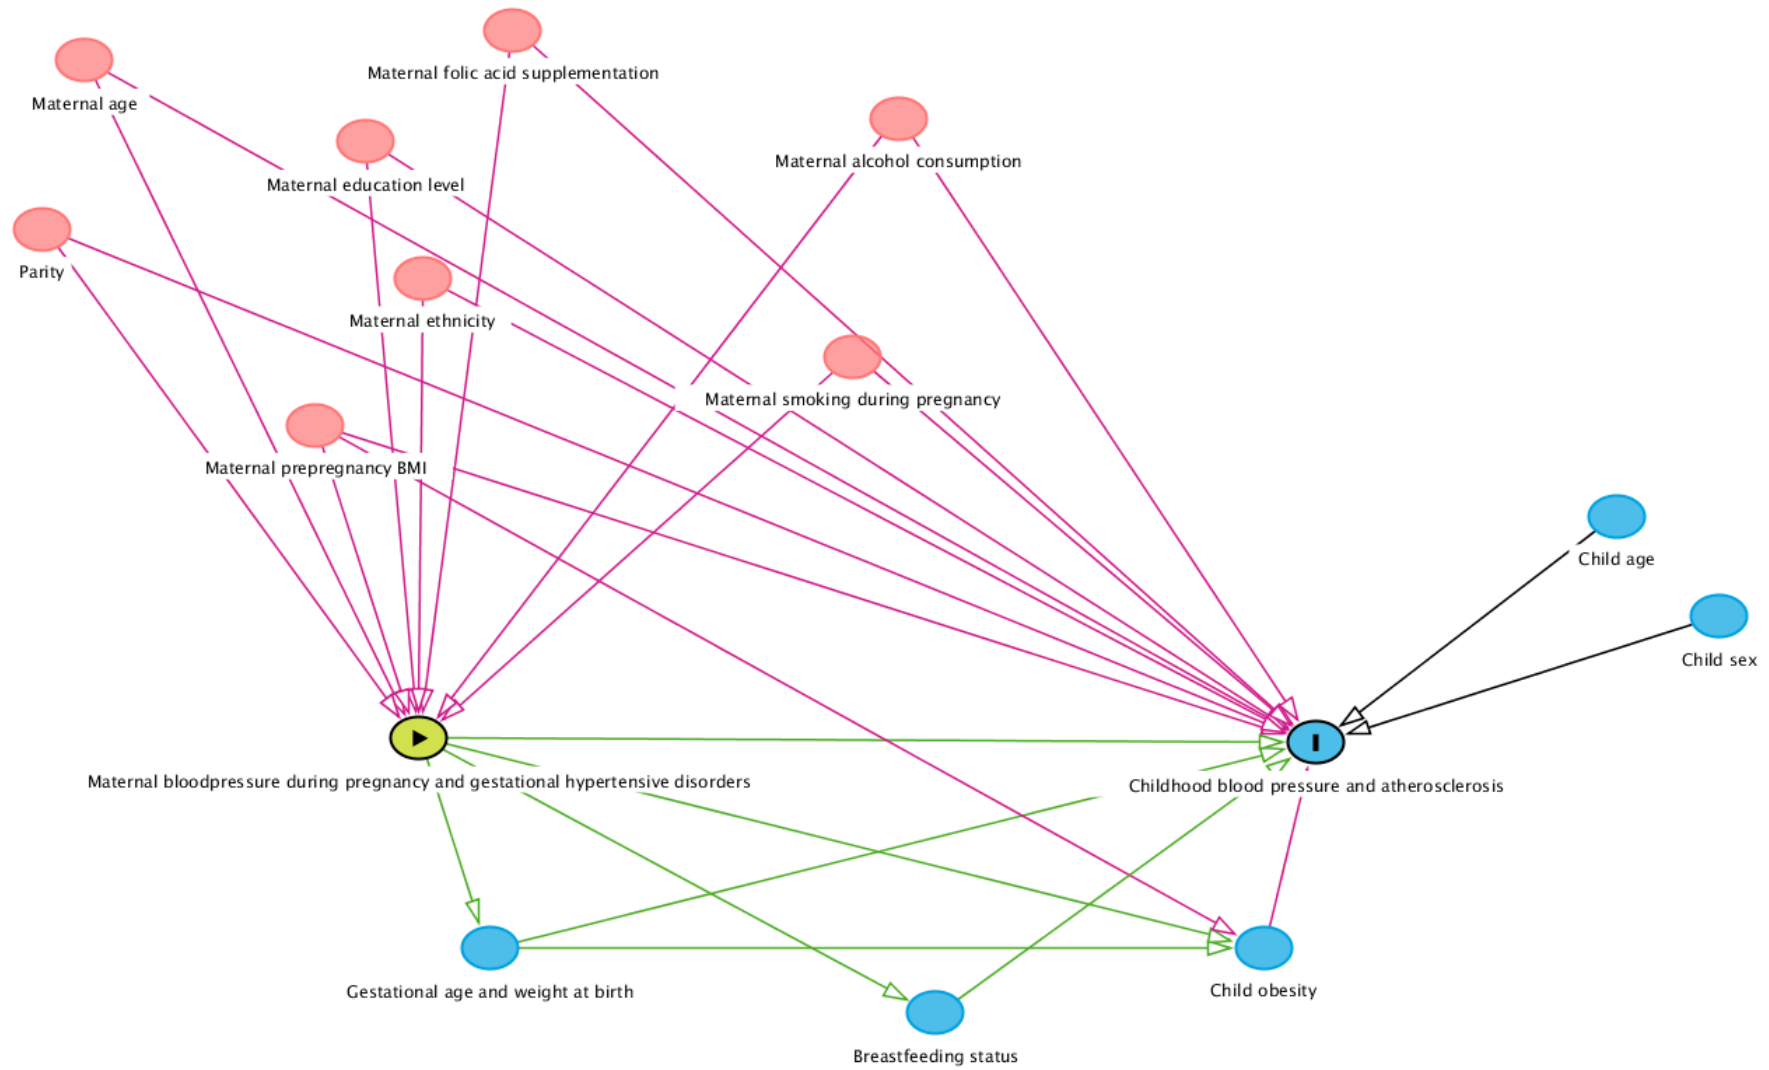 Maternal folic acid supplementation
Maternal age
Maternal alcohol consumption
Maternal education level
Parity
Maternal ethnicity
Maternal smoking during pregnancy
Maternal prepregnancy BMI
Child age
Child sex
Maternal bloodpressure during pregnancy and gestational hypertensive disorders
Childhood blood pressure and atherosclerosis
Gestational age and weight at birth
Child obesity
Breastfeeding status